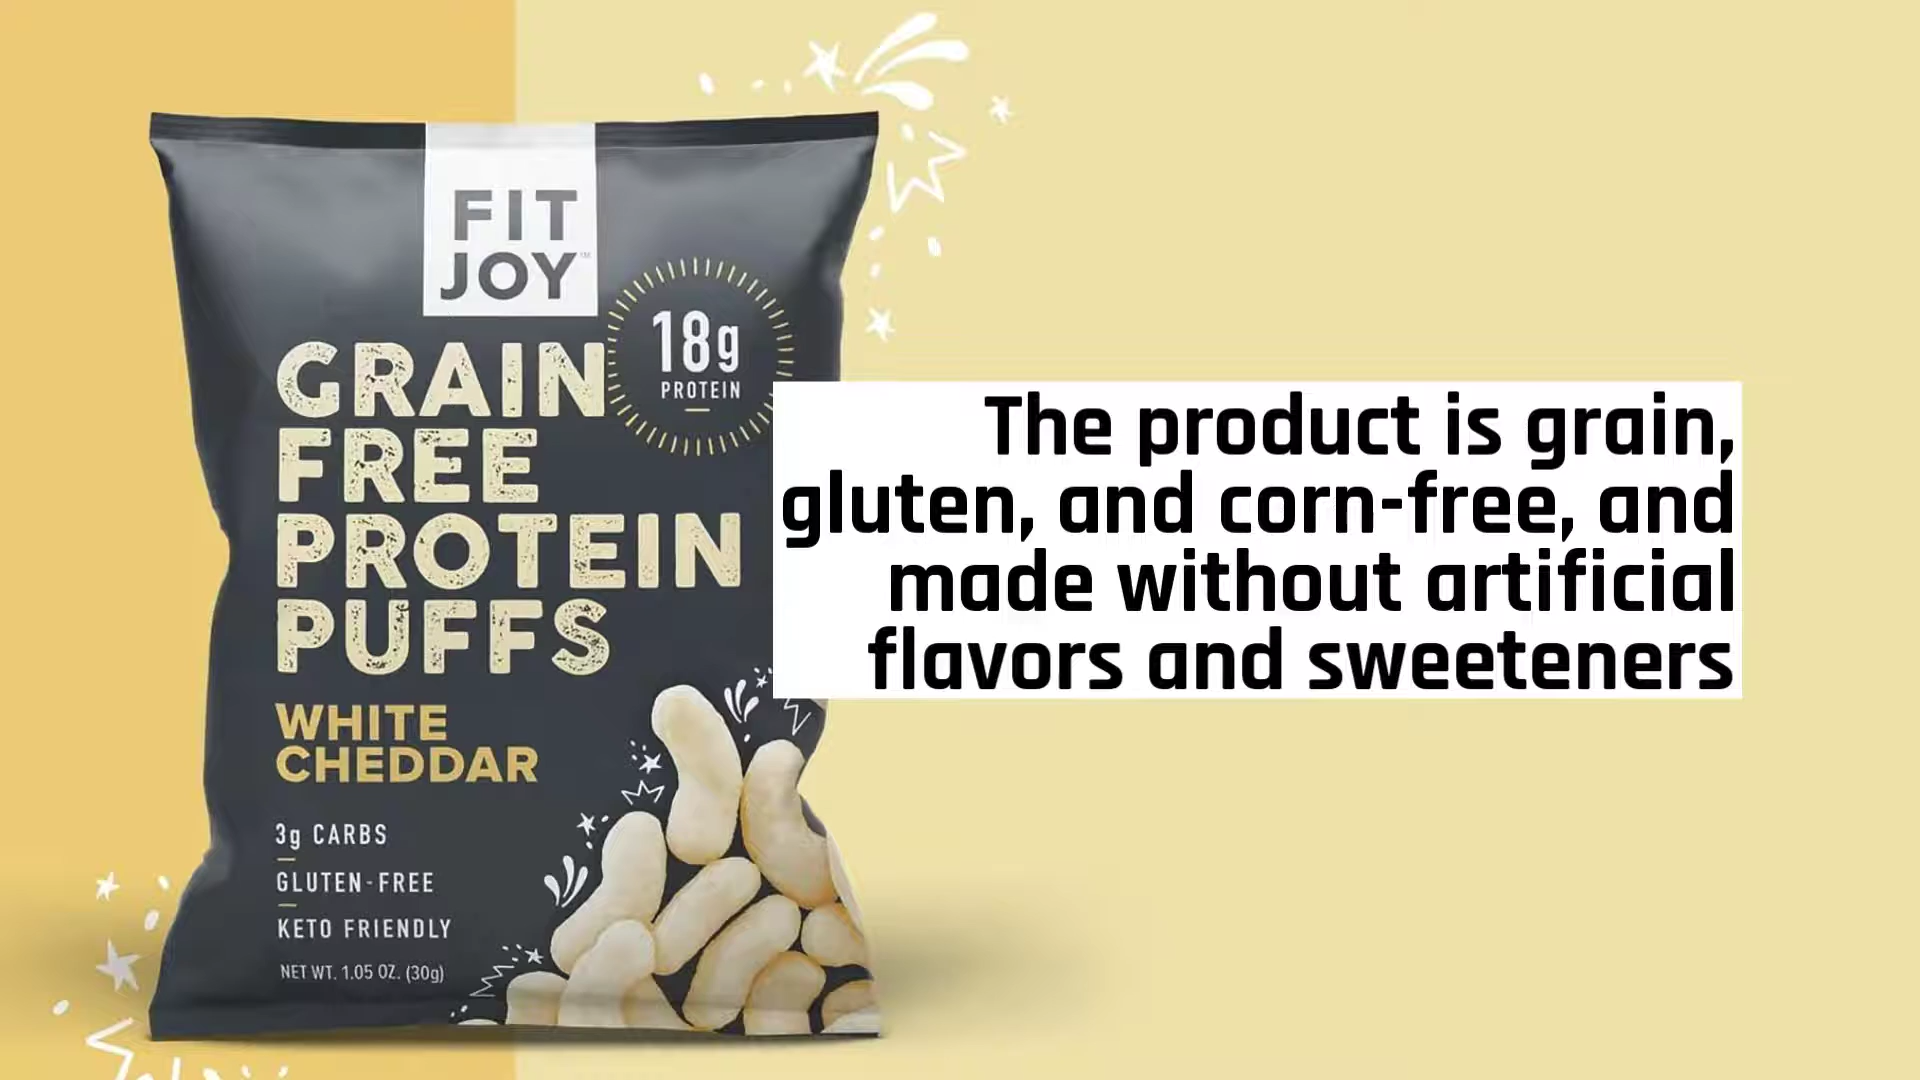 FIT
JOY™
18g
PROTEIN
GRAIN
FREE
PROTEIN
PUFFS
WHITE
CHEDDAR
3g CARBS
GLUTEN-FREE
KETO FRIENDLY
NET WT. 1.05 OZ. (30g)
The product is grain,
gluten, and corn-free, and
made without artificial
flavors and sweeteners